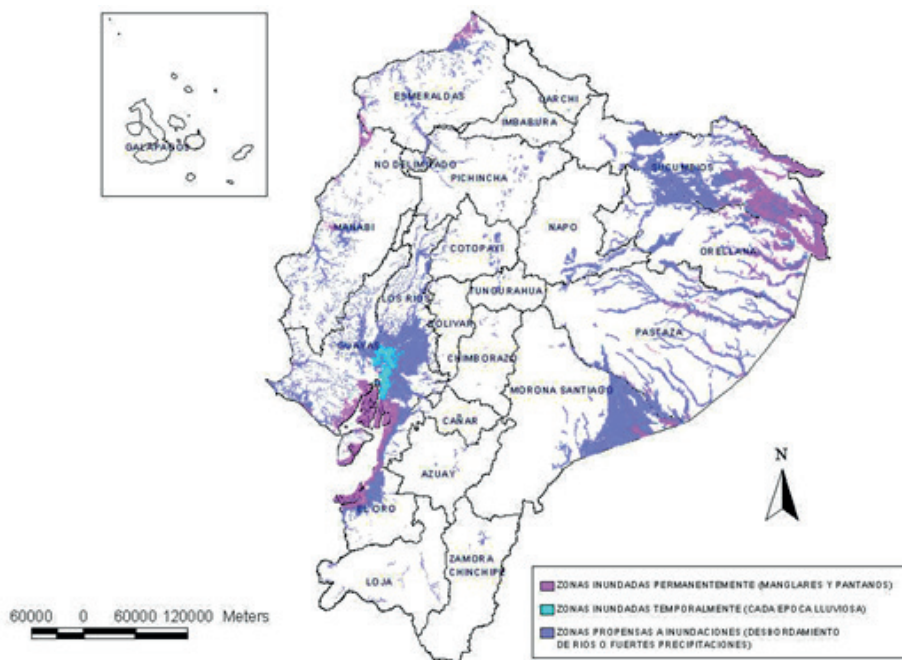 GALAPAGOS
ESMERALDAS
CARCHI
IMBABURA
NO DELIMITADO
PICHINCHA
SUCUMBIOS
MANABI
COTOPAXI
NAPO
ORELLANA
LOS RIOS
TUNGURAHUA
BOLIVAR
GUAYAS
CHIMBORAZO
PASTAZA
MORONA SANTIAGO
CAÑAR
AZUAY
EL ORO
ZAMORA
CHINCHIPE
LOJA
N
60000 0 60000 120000 Meters
ZONAS INUNDADAS PERMANENTEMENTE (MANGLARES Y PANTANOS)
ZONAS INUNDADAS TEMPORALMENTE (CADA EPOCA LLUVIOSA)
ZONAS PROPENSAS A INUNDACIONES (DESBORDAMIENTO
DE RIOS O FUERTES PRECIPITACIONES)